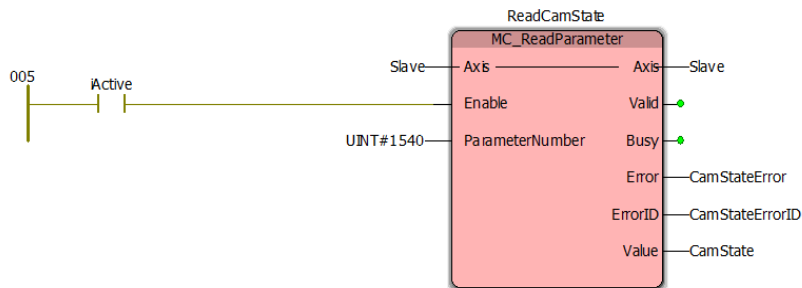 ReadCamState
MC_ReadParameter
Slave Axis Axis Slave
005 iActive Enable Valid
UINT#1540 ParameterNumber Busy
Error CamStateError
ErrorID CamStateErrorID
Value CamState